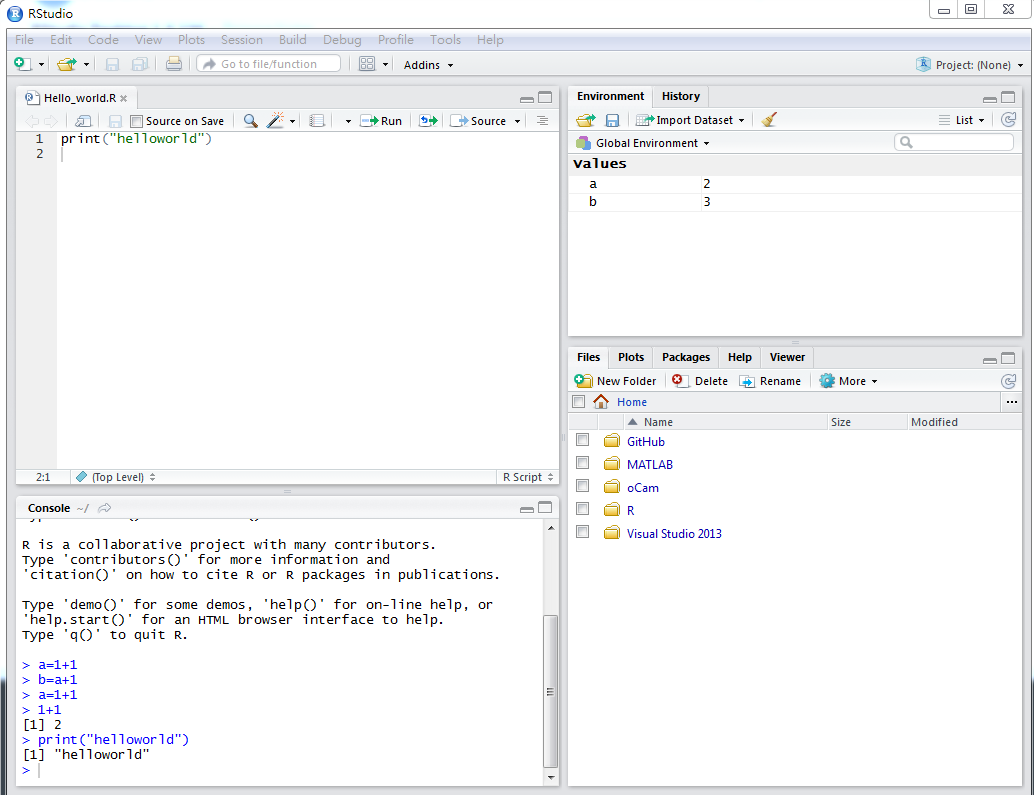 RStudio
File Edit Code View Plots Session Build Debug Profile Tools Help
Go to file/function Addins Project: (None)
Hello_world.R
Source on Save Run Source
1 print("helloworld")
2
2:1 (Top Level) R Script
Console ~/
R is a collaborative project with many contributors.
Type 'contributors()' for more information and
'citation()' on how to cite R or R packages in publications.
Type 'demo()' for some demos, 'help()' for on-line help, or
'help.start()' for an HTML browser interface to help.
Type 'q()' to quit R.
> a=1+1
> b=a+1
> a=1+1
> 1+1
[1] 2
> print("helloworld")
[1] "helloworld"
>
Environment History
Import Dataset List
Global Environment
Values
a 2
b 3
Files Plots Packages Help Viewer
New Folder Delete Rename More
Home ...
Name Size Modified
GitHub
MATLAB
oCam
R
Visual Studio 2013